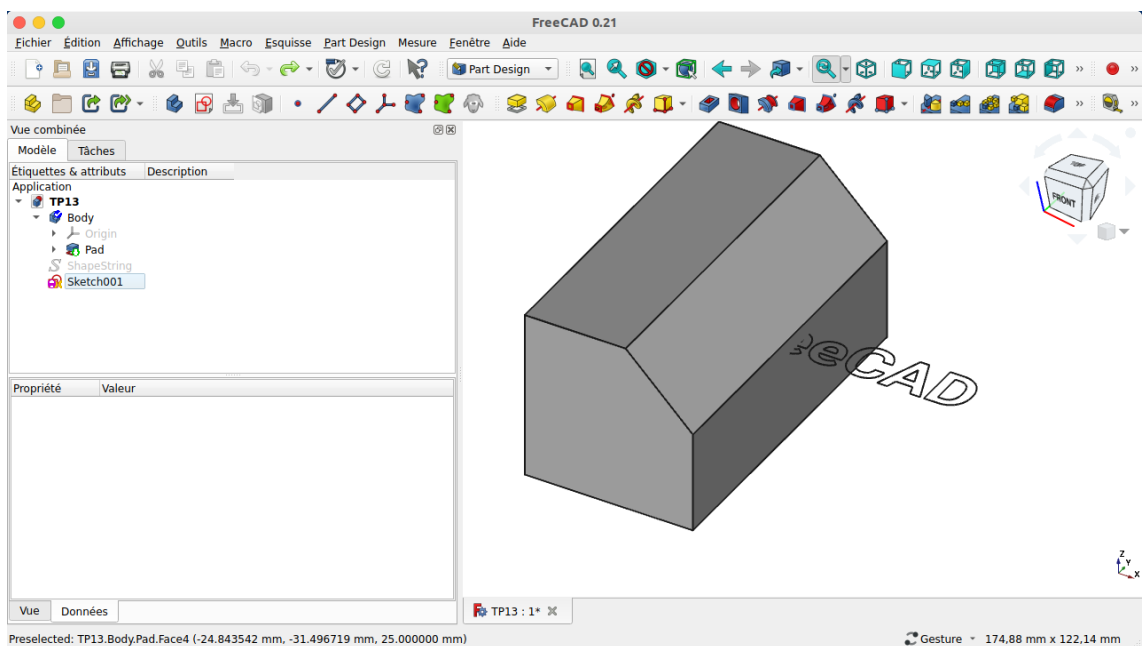 FreeCAD 0.21
Fichier Édition Affichage Outils Macro Esquisse Part Design Mesure Fenêtre Aide
Part Design
Vue combinée
Modèle Tâches
Étiquettes & attributs Description
Application
TP13
Body
Origin
Pad
ShapeString
Sketch001
Propriété Valeur
TOP
FRONT
eCAD
Z
Y
X
Vue Données
TP13 : 1*
Preselected: TP13.Body.Pad.Face4 (-24.843542 mm, -31.496719 mm, 25.000000 mm)
Gesture 174,88 mm x 122,14 mm